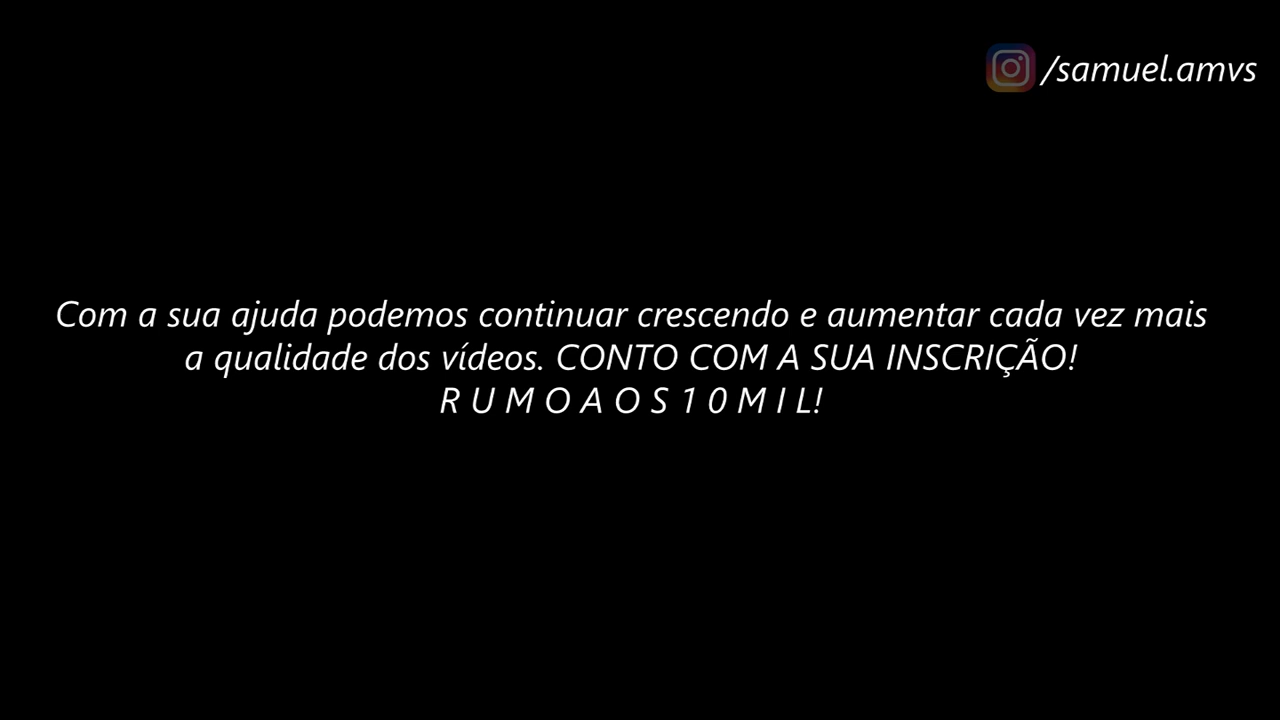 /samuel.amvs
Com a sua ajuda podemos continuar crescendo e aumentar cada vez mais
a qualidade dos vídeos. CONTO COM A SUA INSCRIÇÃO!
R U M O A O S 1 0 M I L!